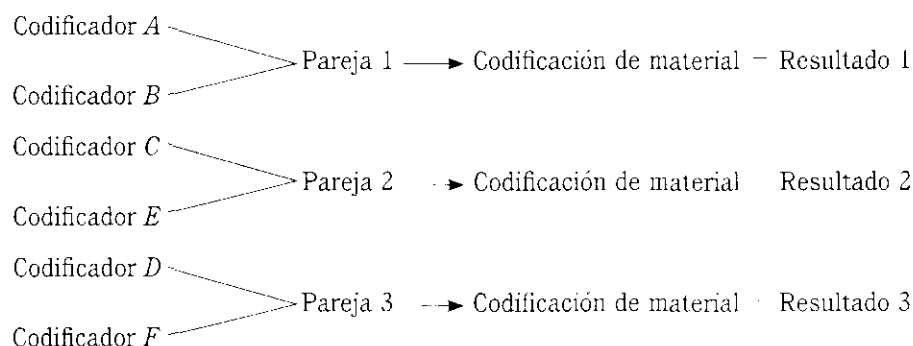 Codificador A
Pareja 1 Codificación de material – Resultado 1
Codificador B
Codificador C
Pareja 2 Codificación de material Resultado 2
Codificador E
Codificador D
Pareja 3 Codificación de material Resultado 3
Codificador F